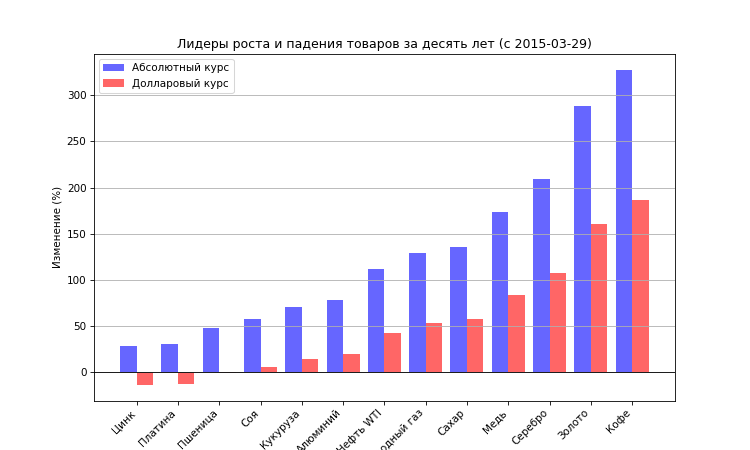 Лидеры роста и падения товаров за десять лет (с 2015-03-29)
Абсолютный курс
Долларовый курс
Изменение (%)
300
250
200
150
100
50
0
Цинк
Платина
Пшеница
Соя
Кукуруза
Алюминий
Нефть WTI
одный газ
Сахар
Медь
Серебро
Золото
Кофе